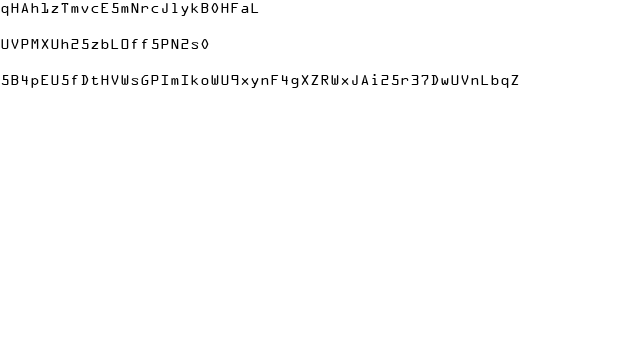 qHAh1zTmvcE5mNrcJlykB0HFaL
UVPMXUh25zbLOff5PN2s0
5B4pEU5fDtHVWsGPImIkoWU9xynF4gXZRWxJAi25r37DwUVnLbqZ